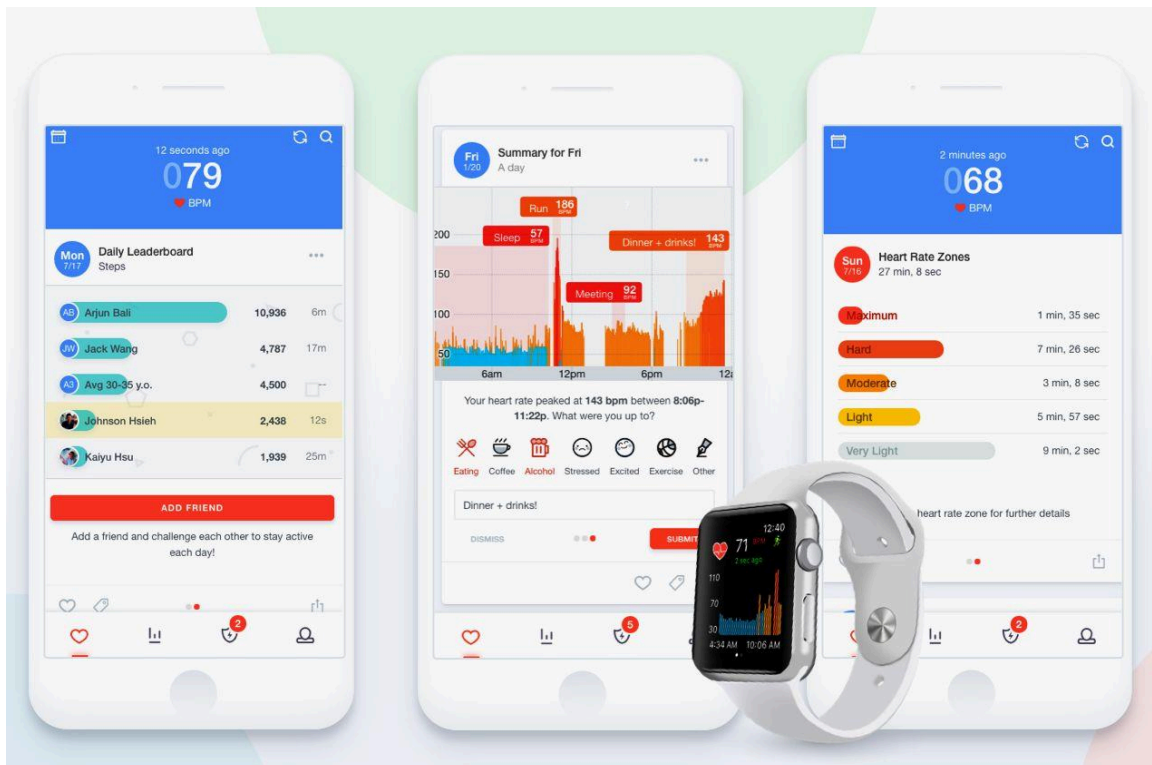 12 seconds ago
079
BPM
Mon
7/17
Daily Leaderboard
Steps
AB Arjun Bali 10,936 6m
JW Jack Wang 4,787 17m
A3 Avg 30-35 y.o. 4,500 --
Johnson Hsieh 2,438 12s
Kaiyu Hsu 1,939 25m
ADD FRIEND
Add a friend and challenge each other to stay active
each day!
2
Fri
1/20
Summary for Fri
A day
Run 186 BPM
200
Sleep 57 BPM
Dinner + drinks! 143 BPM
150
Meeting 92 BPM
100
50
6am 12pm 6pm 12a
Your heart rate peaked at 143 bpm between 8:06p-
11:22p. What were you up to?
Eating Coffee Alcohol Stressed Excited Exercise Other
Dinner + drinks!
DISMISS SUBMIT
5
12:40
71 BPM
2 sec ago
110
70
30
4:34 AM 10:06 AM
2 minutes ago
068
BPM
Sun
7/16
Heart Rate Zones
27 min, 8 sec
Maximum 1 min, 35 sec
Hard 7 min, 26 sec
Moderate 3 min, 8 sec
Light 5 min, 57 sec
Very Light 9 min, 2 sec
heart rate zone for further details
2